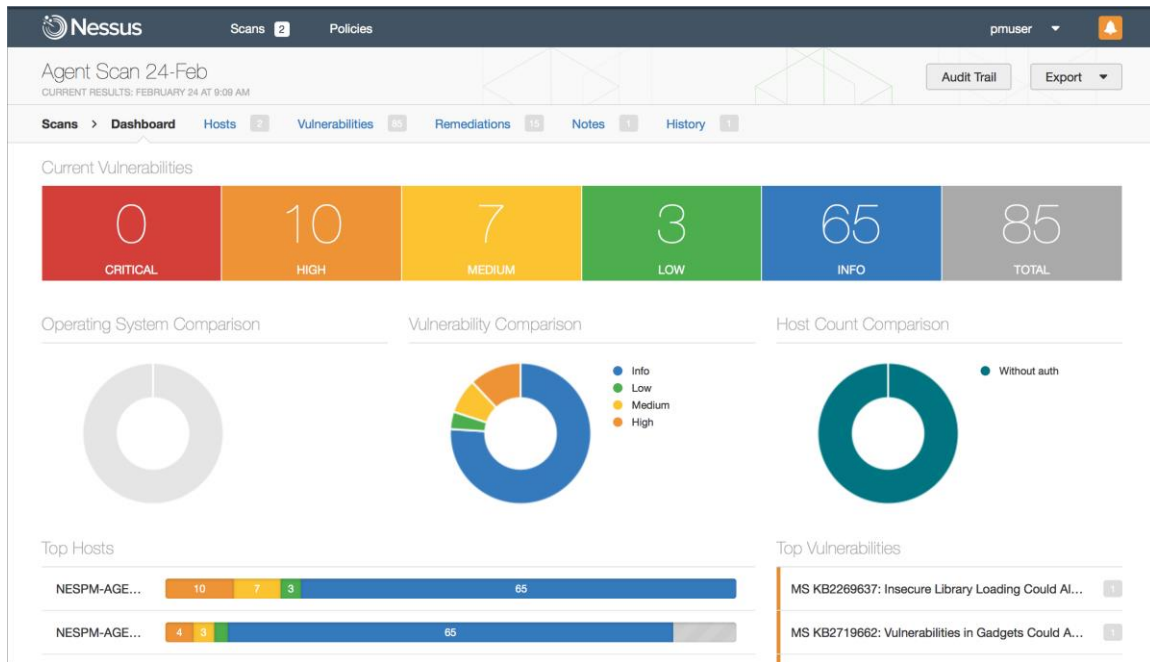 Nessus Scans 2 Policies pmuser
Agent Scan 24-Feb
CURRENT RESULTS: FEBRUARY 24 AT 9:09 AM
Audit Trail Export
Scans > Dashboard Hosts 2 Vulnerabilities 85 Remediations 15 Notes 1 History 1
Current Vulnerabilities
0 10 7 3 65 85
CRITICAL HIGH MEDIUM LOW INFO TOTAL
Operating System Comparison Vulnerability Comparison Host Count Comparison
Info Without auth
Low
Medium
High
Top Hosts Top Vulnerabilities
NESPM-AGE... 10 7 3 65 MS KB2269637: Insecure Library Loading Could Al... 1
NESPM-AGE... 4 3 65 MS KB2719662: Vulnerabilities in Gadgets Could A... 1